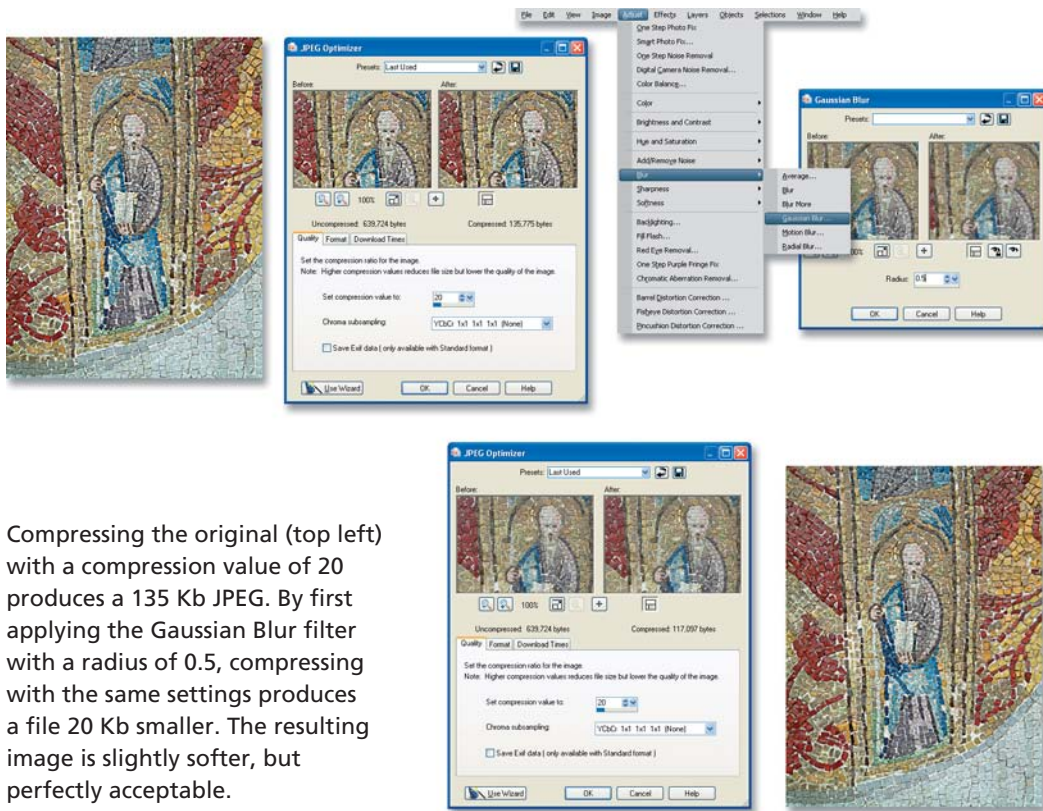 File Edit View Image Adjust Effects Layers Objects Selections Window Help
One Step Photo Fix
Smart Photo Fix...
One Step Noise Removal
Digital Camera Noise Removal...
Color Balance...
Color
Brightness and Contrast
Hue and Saturation
Add/Remove Noise
Blur
Sharpness
Softness
Backlighting...
Fill Flash...
Red Eye Removal...
One Step Purple Fringe Fix
Chromatic Aberration Removal...
Barrel Distortion Correction ...
Fisheye Distortion Correction ...
Pincushion Distortion Correction ...
Average...
Blur
Blur More
Gaussian Blur...
Motion Blur...
Radial Blur...
JPEG Optimizer
Presets: Last Used
Before: After:
100%
Uncompressed: 639,724 bytes Compressed: 135,775 bytes
Quality Format Download Times
Set the compression ratio for the image.
Note: Higher compression values reduces file size but lower the quality of the image.
Set compression value to: 20
Chroma subsampling: YCbCr 1x1 1x1 1x1 (None)
Save Exif data ( only available with Standard format )
Use Wizard OK Cancel Help
Gaussian Blur
Presets:
Before: After:
Radius: 0.5
OK Cancel Help
Compressing the original (top left)
with a compression value of 20
produces a 135 Kb JPEG. By first
applying the Gaussian Blur filter
with a radius of 0.5, compressing
with the same settings produces
a file 20 Kb smaller. The resulting
image is slightly softer, but
perfectly acceptable.
JPEG Optimizer
Presets: Last Used
Before: After:
100%
Uncompressed: 639,724 bytes Compressed: 117,097 bytes
Quality Format Download Times
Set the compression ratio for the image.
Note: Higher compression values reduces file size but lower the quality of the image.
Set compression value to: 20
Chroma subsampling: YCbCr 1x1 1x1 1x1 (None)
Save Exif data ( only available with Standard format )
Use Wizard OK Cancel Help